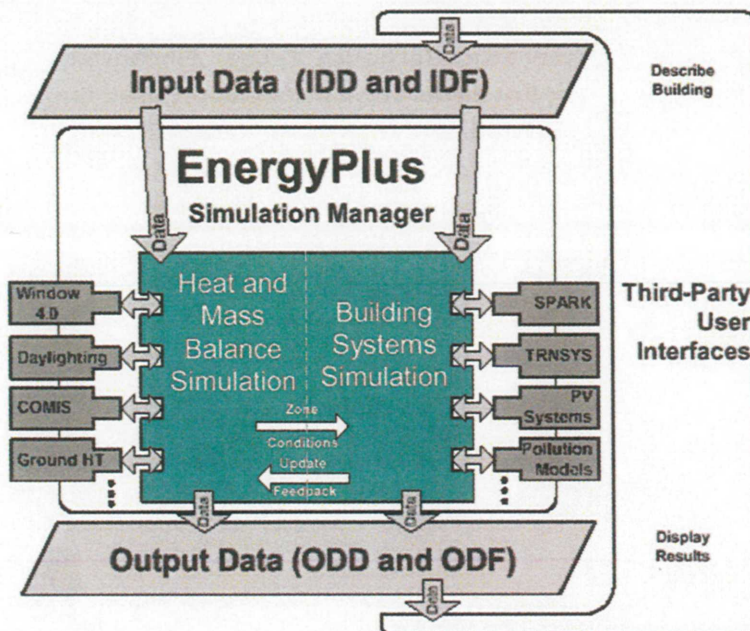 Data
Input Data (IDD and IDF)
Describe
Building
EnergyPlus
Simulation Manager
Data
Data
Heat and
Mass
Balance
Simulation
Building
Systems
Simulation
Window
4.0
Daylighting
COMIS
Ground HT
SPARK
TRNSYS
PV
Systems
Pollution
Models
Third-Party
User
Interfaces
Zone
Conditions
Update
Feedback
Data
Data
Output Data (ODD and ODF)
Display
Results
Data